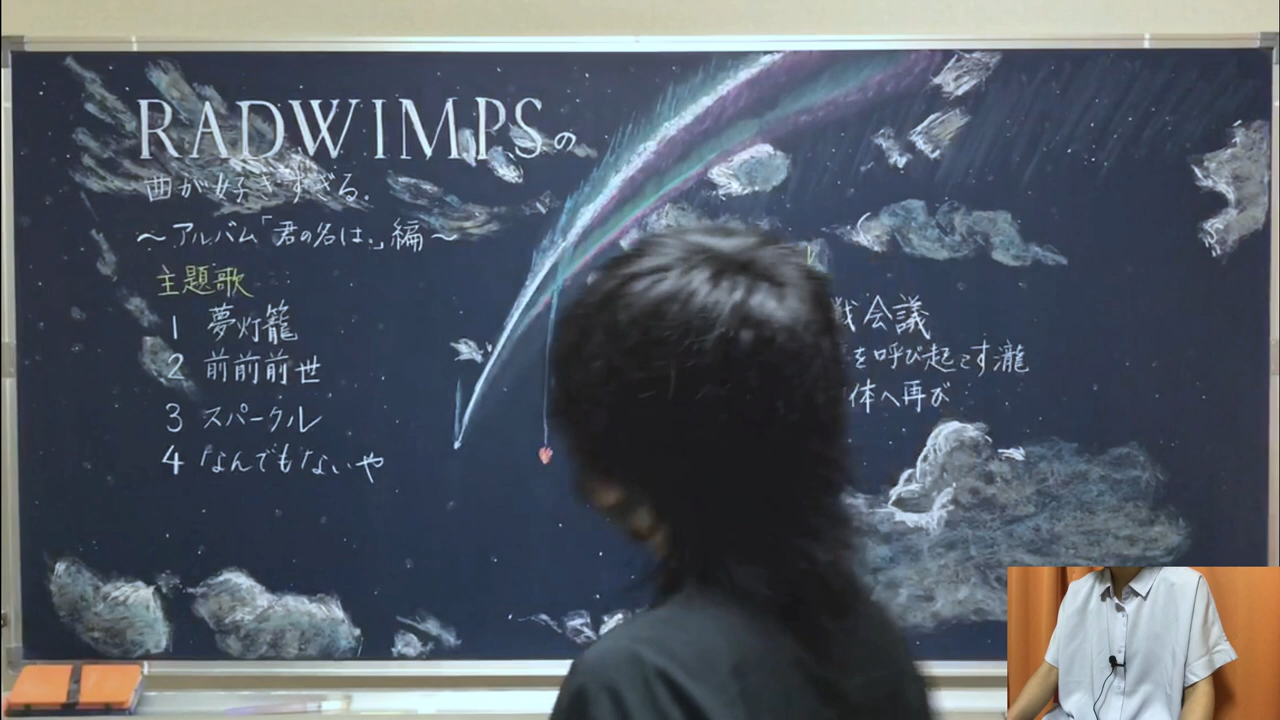 RADWIMPSの
曲が好きすぎる。
～アルバム「君の名は。」編～
主題歌
1 夢灯籠
2 前前前世
3 スパークル
4 なんでもないや
会議
を呼び起こす瀧
体へ再び